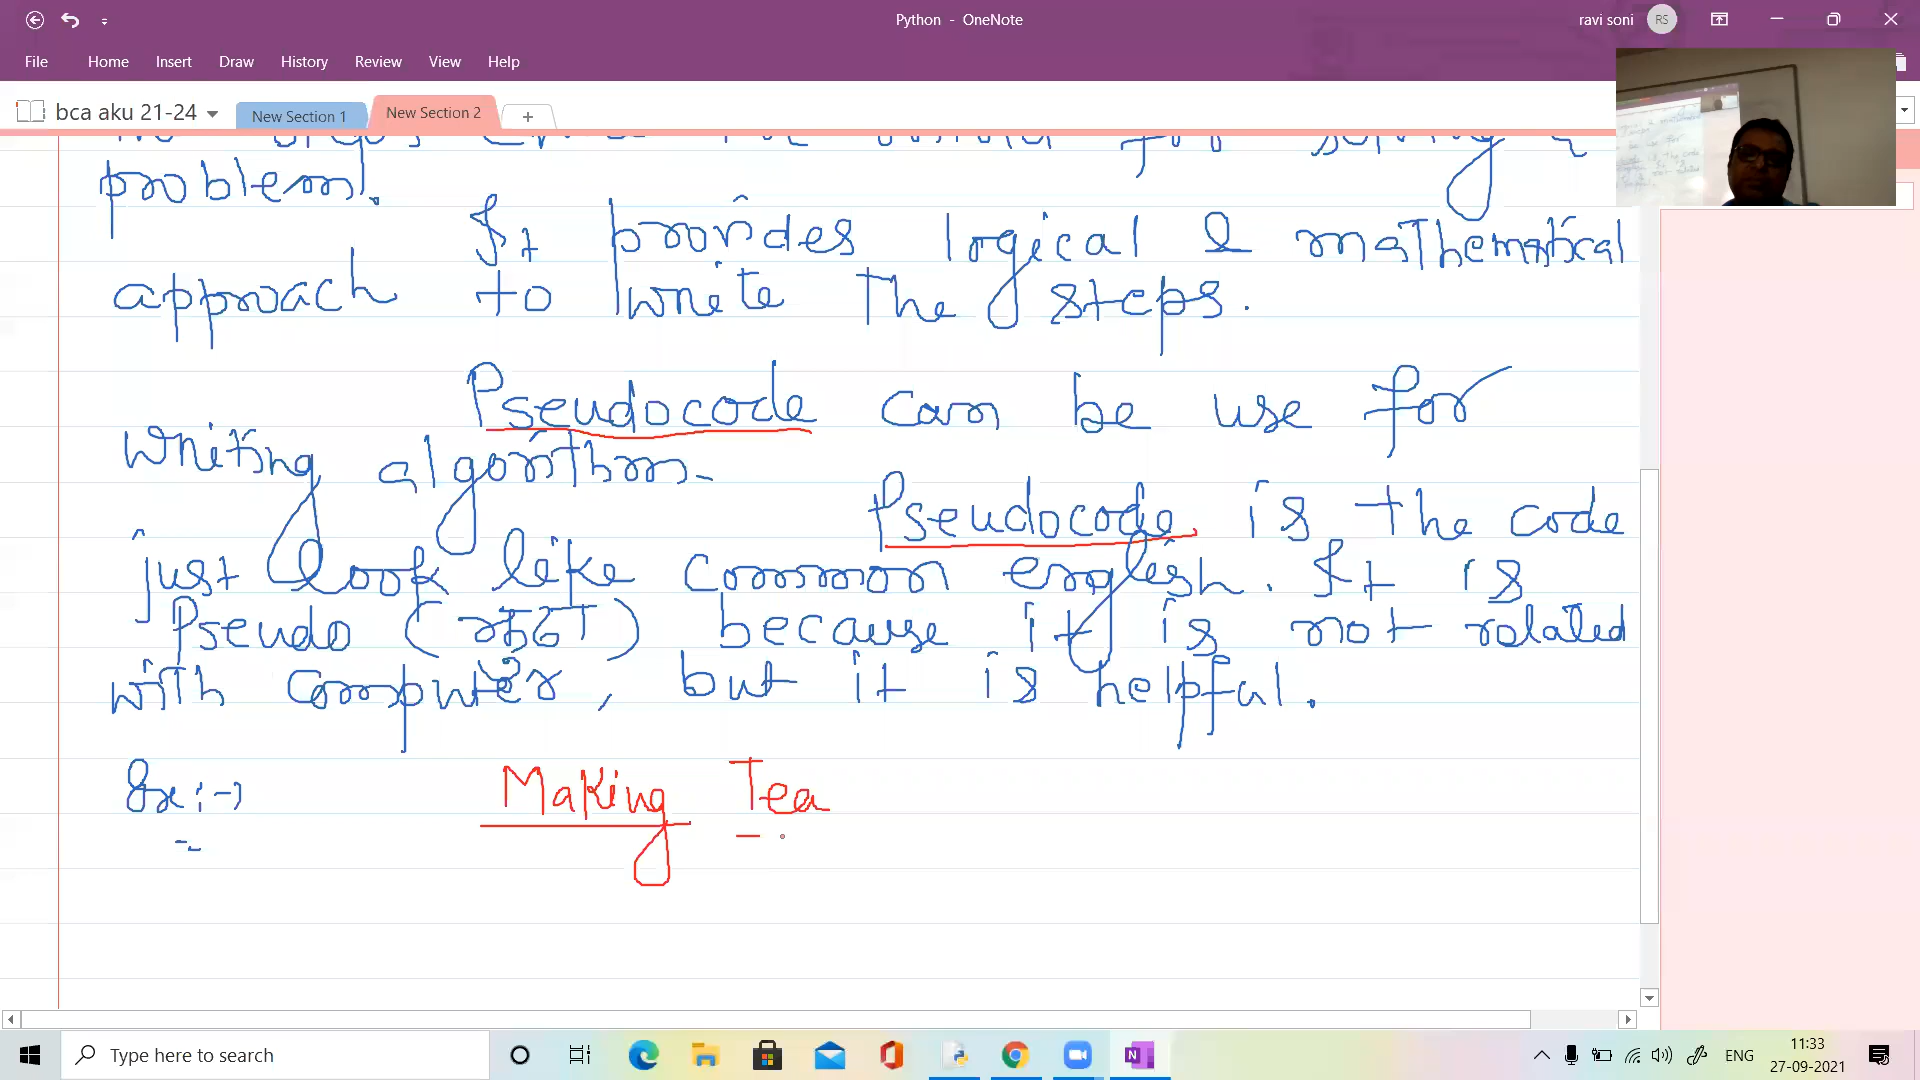 Python - OneNote
ravi soni RS
File Home Insert Draw History Review View Help
bca aku 21-24 New Section 1 New Section 2 +
problem.
It provides logical & mathematical
approach to write the steps.
Pseudocode can be use for
writing algorithm.
Pseudocode is the code
just look like common english. It is
Pseudo ( ) because it is not related
with computer, but it is helpful.
Ex :→
Making Tea
Type here to search
ENG
11:33
27-09-2021